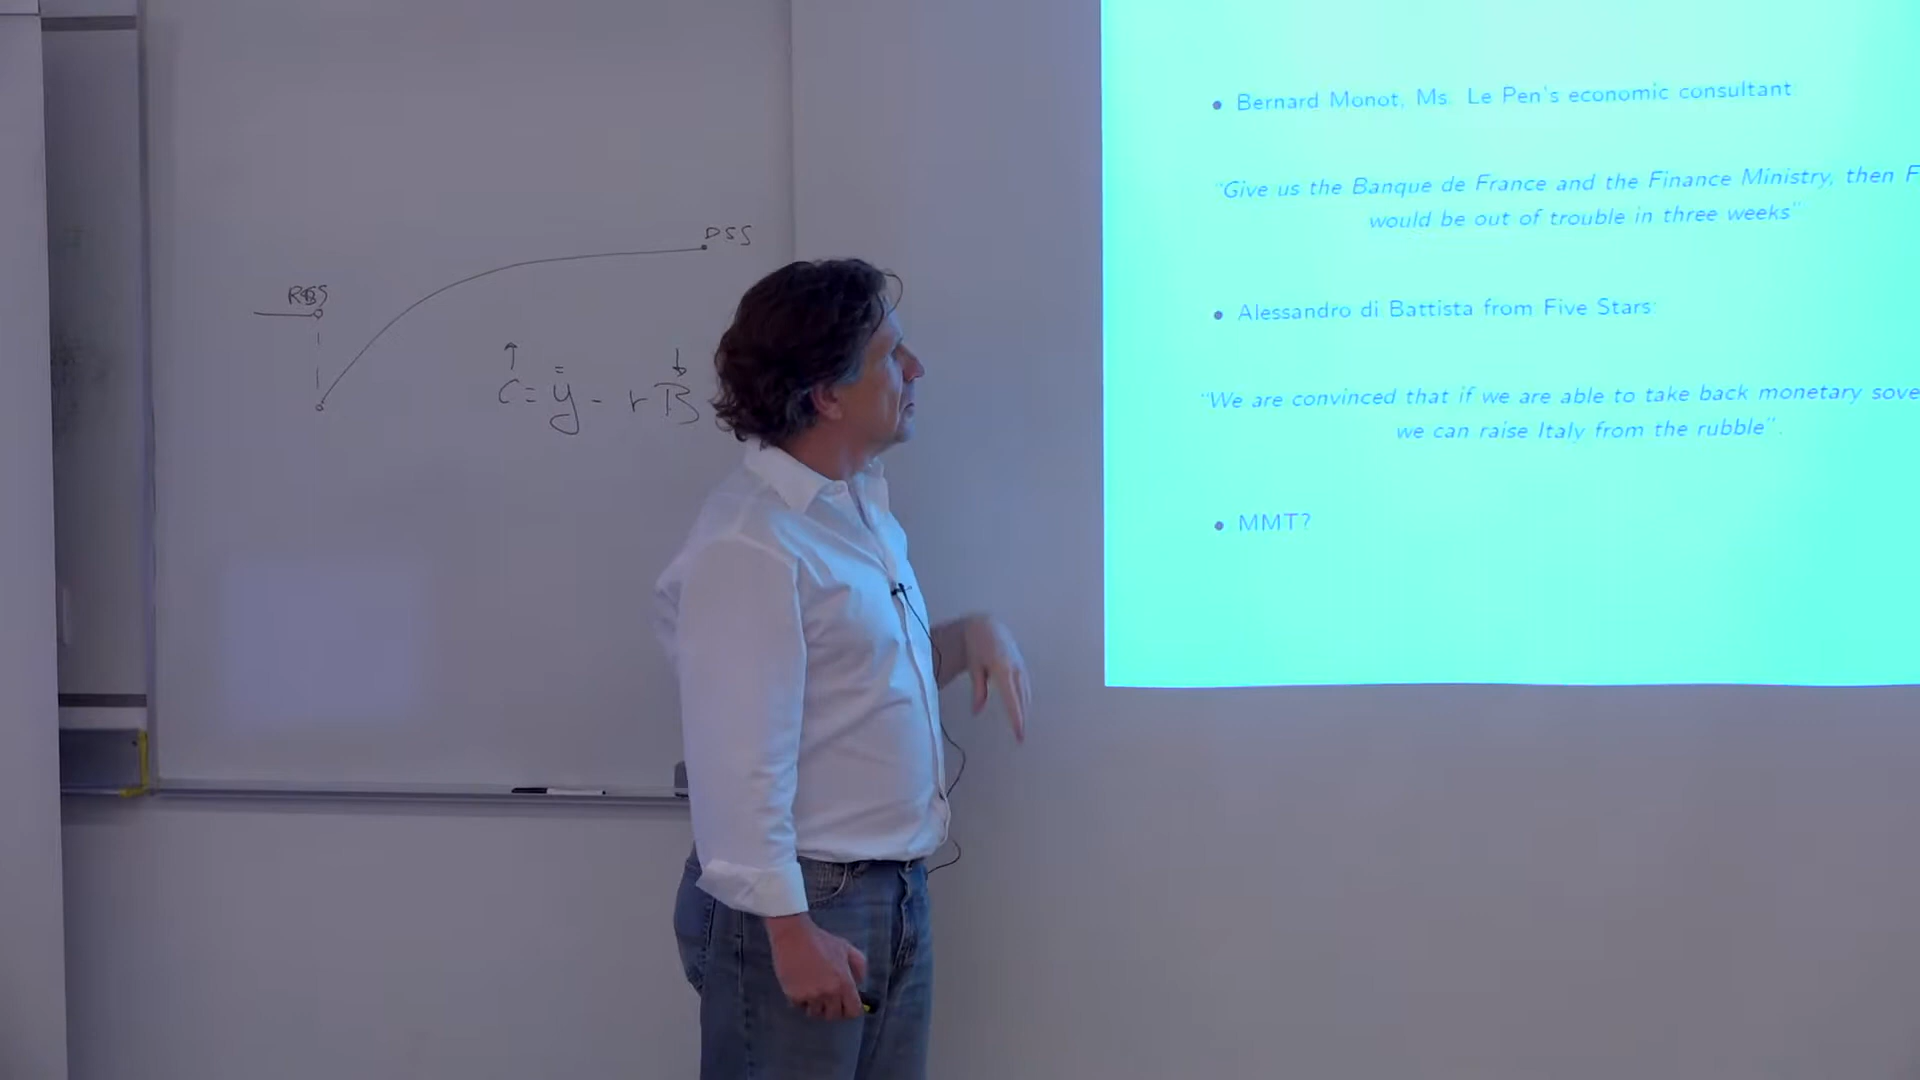 DSS
C = ÿ - r B
• Bernard Monot, Ms. Le Pen's economic consultant:
"Give us the Banque de France and the Finance Ministry, then F
would be out of trouble in three weeks"
• Alessandro di Battista from Five Stars:
"We are convinced that if we are able to take back monetary sove
we can raise Italy from the rubble".
• MMT?